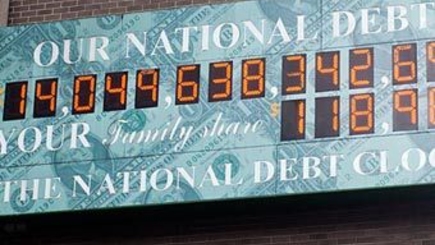 OUR NATIONAL DEBT
14,044,638,342,6
YOUR Family share $118,9
THE NATIONAL DEBT CLOC